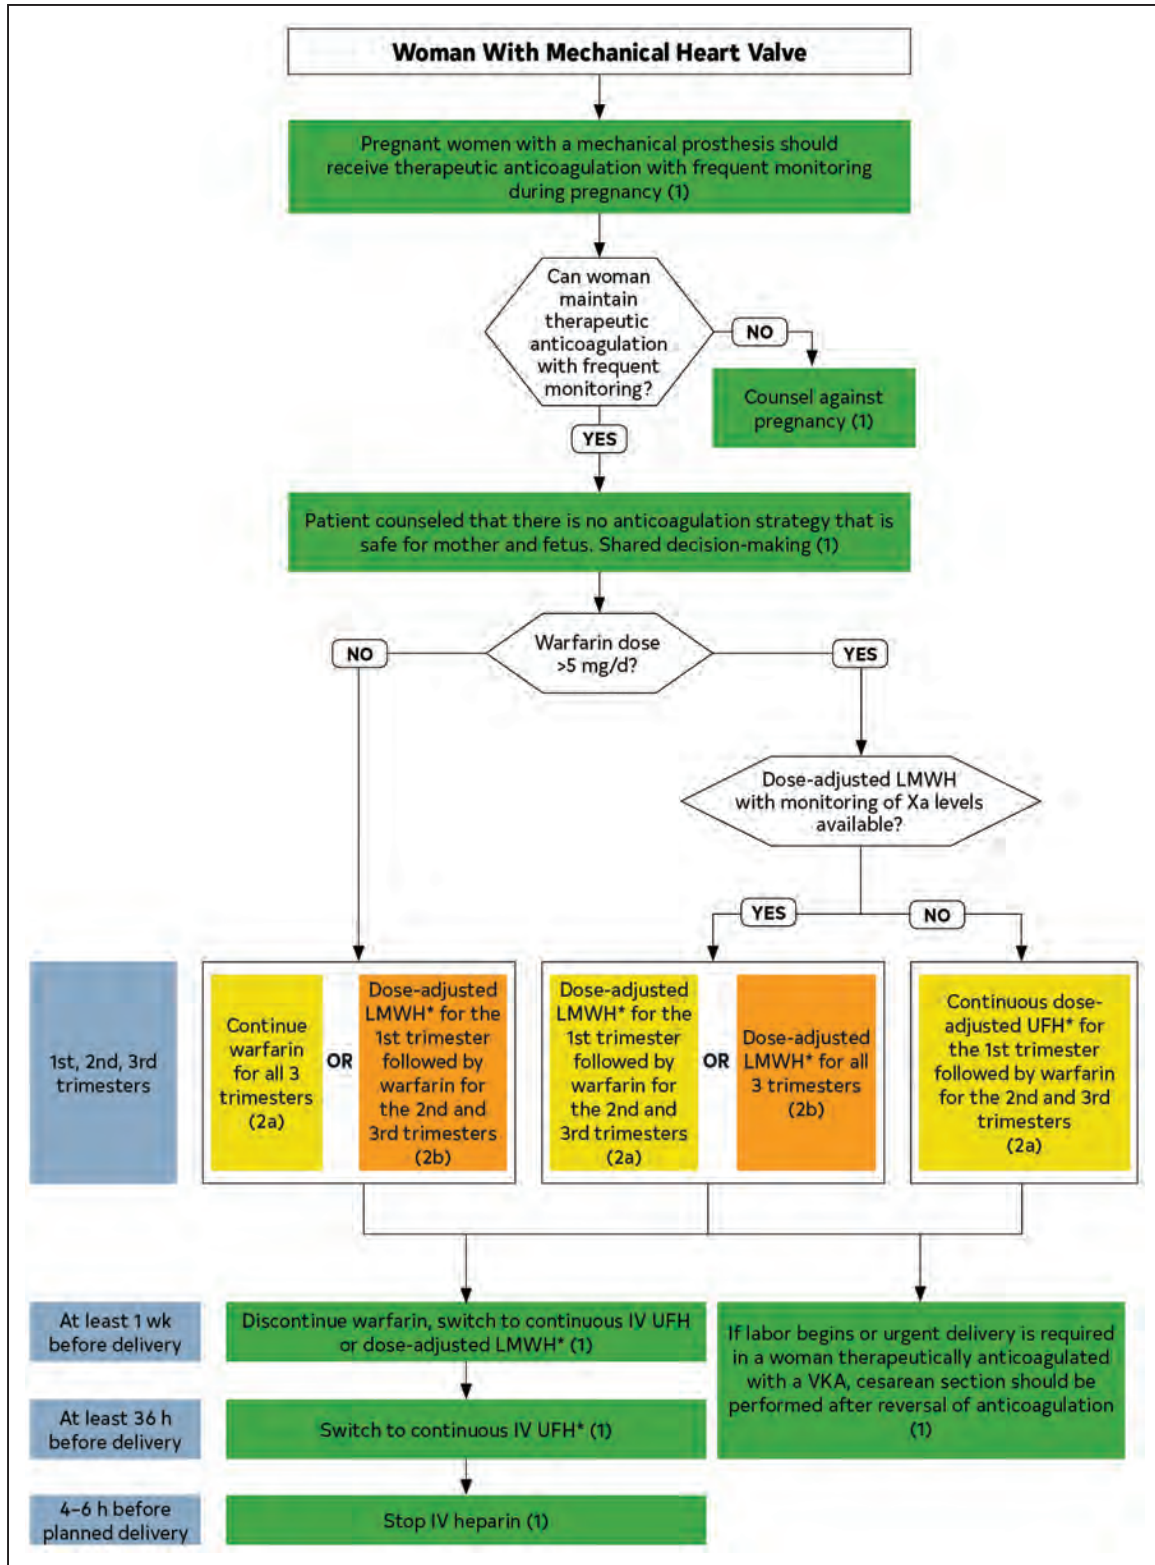 Woman With Mechanical Heart Valve
Pregnant women with a mechanical prosthesis should
receive therapeutic anticoagulation with frequent monitoring
during pregnancy (1)
Can woman
maintain
therapeutic
anticoagulation
with frequent
monitoring?
NO
Counsel against
pregnancy (1)
YES
Patient counseled that there is no anticoagulation strategy that is
safe for mother and fetus. Shared decision-making (1)
Warfarin dose
>5 mg/d?
NO
YES
Dose-adjusted LMWH
with monitoring of Xa levels
available?
YES
NO
1st, 2nd, 3rd
trimesters
Continue
warfarin
for all 3
trimesters
(2a)
OR
Dose-adjusted
LMWH* for the
1st trimester
followed by
warfarin for
the 2nd and
3rd trimesters
(2b)
Dose-adjusted
LMWH* for the
1st trimester
followed by
warfarin for
the 2nd and
3rd trimesters
(2a)
OR
Dose-adjusted
LMWH* for all
3 trimesters
(2b)
Continuous dose-
adjusted UFH* for
the 1st trimester
followed by warfarin
for the 2nd and 3rd
trimesters
(2a)
At least 1 wk
before delivery
Discontinue warfarin, switch to continuous IV UFH
or dose-adjusted LMWH* (1)
If labor begins or urgent delivery is required
in a woman therapeutically anticoagulated
with a VKA, cesarean section should be
performed after reversal of anticoagulation
(1)
At least 36 h
before delivery
Switch to continuous IV UFH* (1)
4–6 h before
planned delivery
Stop IV heparin (1)